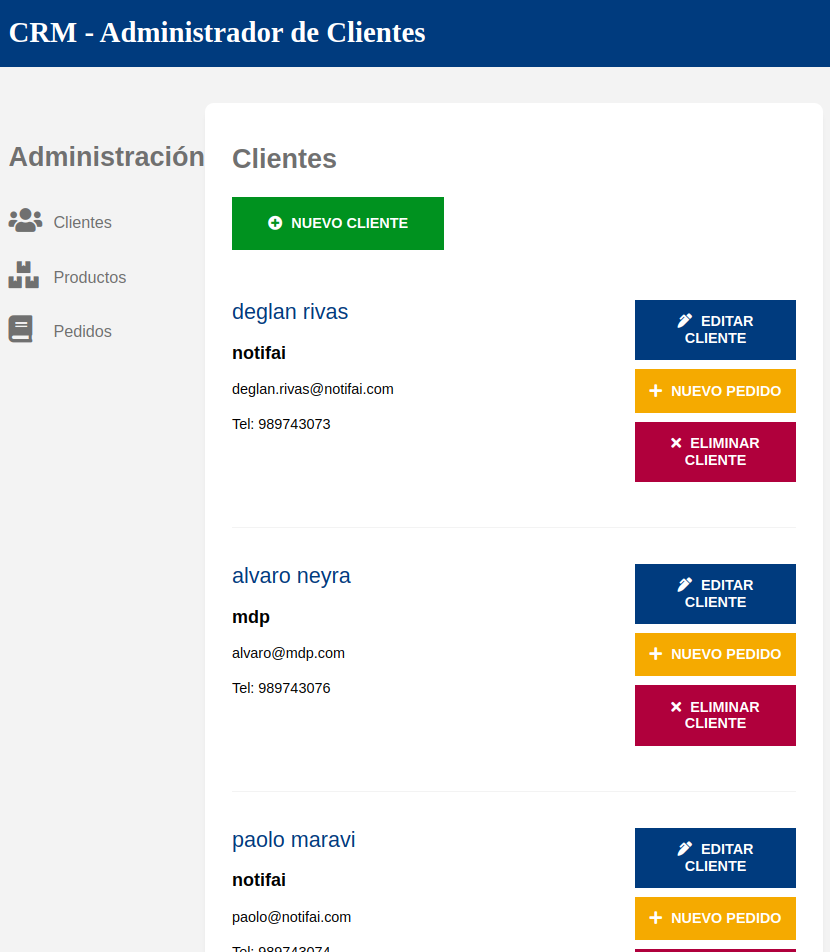 CRM - Administrador de Clientes
Administración
Clientes
Productos
Pedidos
Clientes
NUEVO CLIENTE
deglan rivas
notifai
deglan.rivas@notifai.com
Tel: 989743073
EDITAR
CLIENTE
NUEVO PEDIDO
ELIMINAR
CLIENTE
alvaro neyra
mdp
alvaro@mdp.com
Tel: 989743076
EDITAR
CLIENTE
NUEVO PEDIDO
ELIMINAR
CLIENTE
paolo maravi
notifai
paolo@notifai.com
Tel: 989743074
EDITAR
CLIENTE
NUEVO PEDIDO